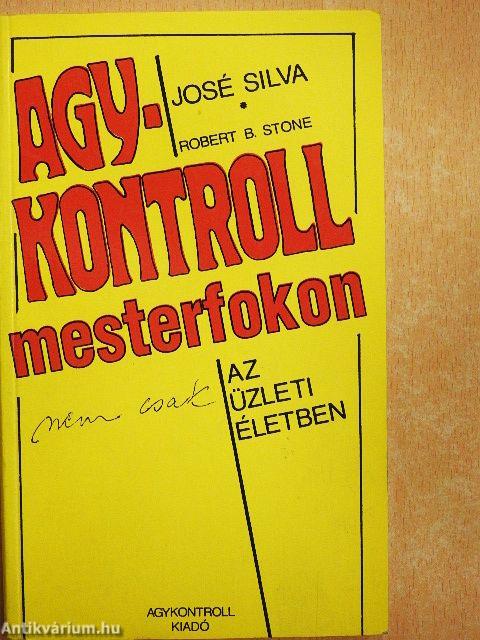 AGY-
KONTROLL
mesterfokon
JOSÉ SILVA
•
ROBERT B. STONE
nem csak
AZ
ÜZLETI
ÉLETBEN
AGYKONTROLL
KIADÓ
Antikvárium.hu